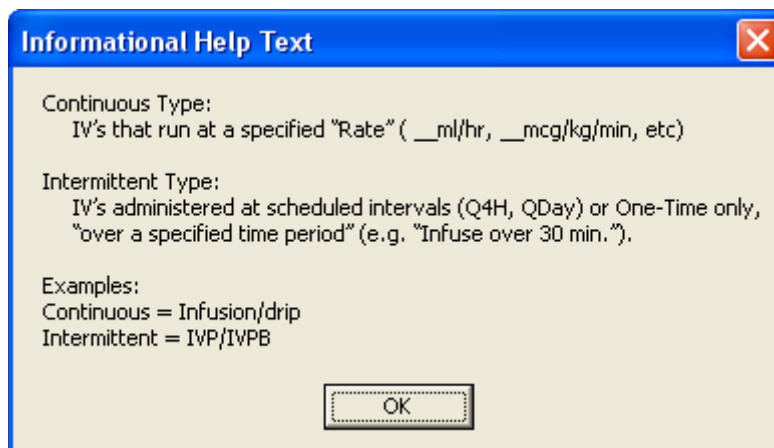 Informational Help Text
Continuous Type:
IV's that run at a specified "Rate" ( __ml/hr, __mcg/kg/min, etc)
Intermittent Type:
IV's administered at scheduled intervals (Q4H, QDay) or One-Time only,
"over a specified time period" (e.g. "Infuse over 30 min.").
Examples:
Continuous = Infusion/drip
Intermittent = IVP/IVPB
OK